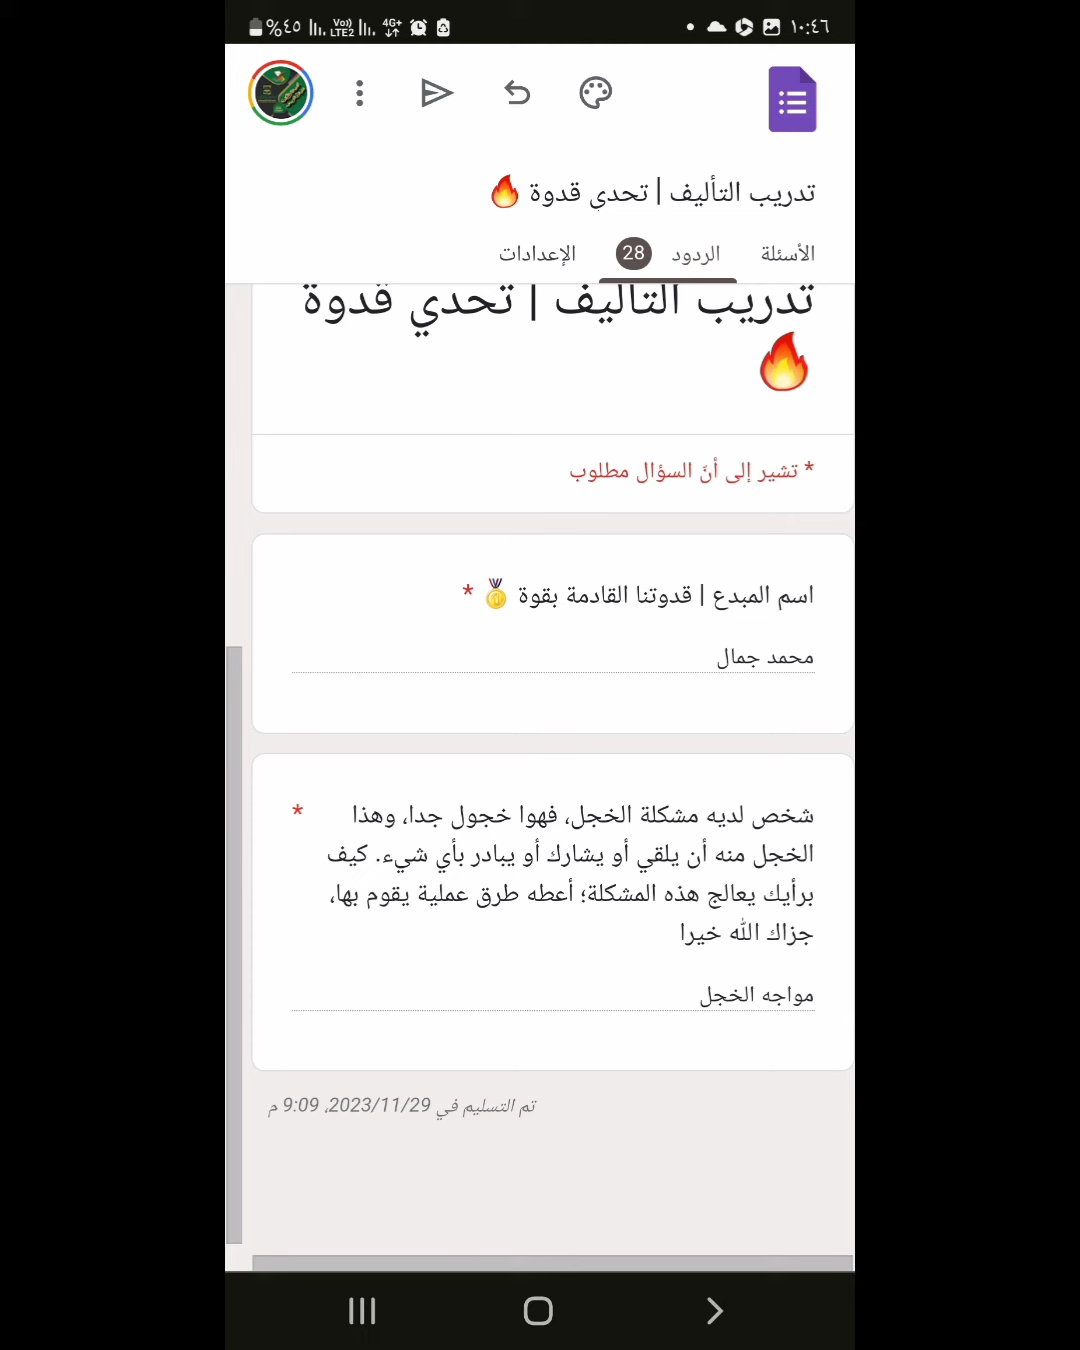 %٤٥ Vo)) LTE2 4G+ ١٠:٤٦
تدريب التأليف | تحدي قدوة 🔥
الأسئلة الردود 28 الإعدادات
تدريب التأليف | تحدي قدوة
🔥
* تشير إلى أنّ السؤال مطلوب
اسم المبدع | قدوتنا القادمة بقوة 🏅 *
محمد جمال
شخص لديه مشكلة الخجل، فهوا خجول جدا، وهذا *
الخجل منه أن يلقي أو يشارك أو يبادر بأي شيء. كيف
برأيك يعالج هذه المشكلة؛ أعطه طرق عملية يقوم بها،
جزاك الله خيرا
مواجه الخجل
تم التسليم في 2023/11/29، 9:09 م